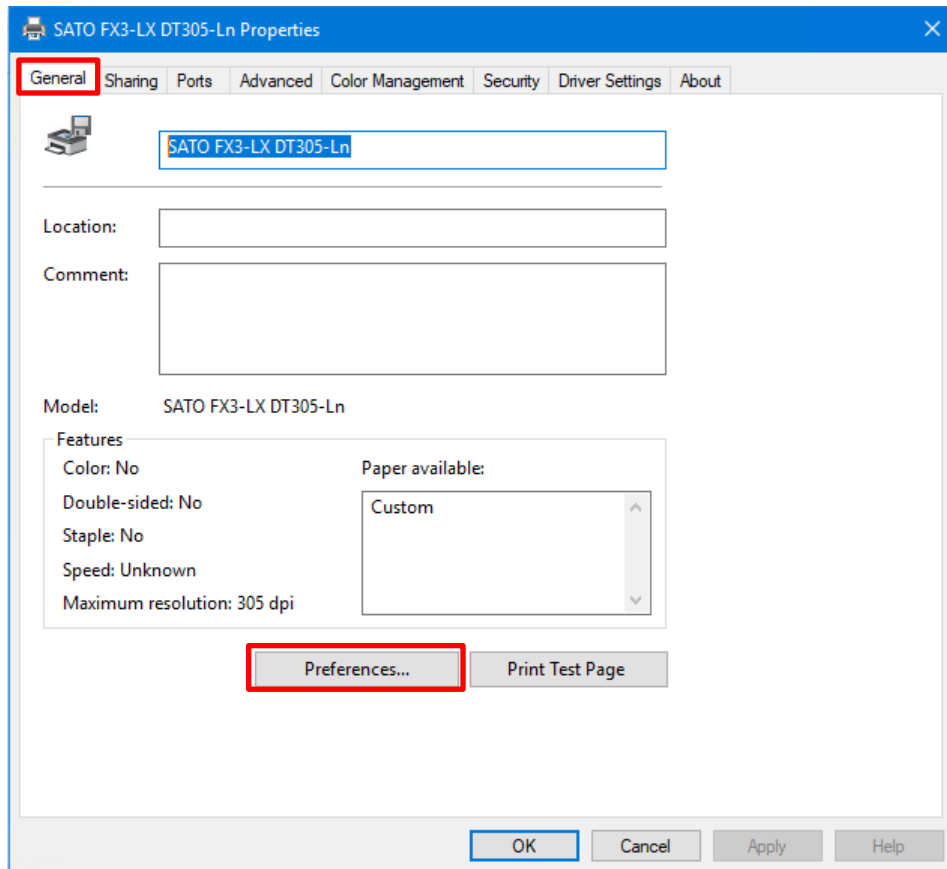 SATO FX3-LX DT305-Ln Properties
General Sharing Ports Advanced Color Management Security Driver Settings About
SATO FX3-LX DT305-Ln
Location:
Comment:
Model: SATO FX3-LX DT305-Ln
Features
Color: No Paper available:
Double-sided: No Custom
Staple: No
Speed: Unknown
Maximum resolution: 305 dpi
Preferences... Print Test Page
OK Cancel Apply Help